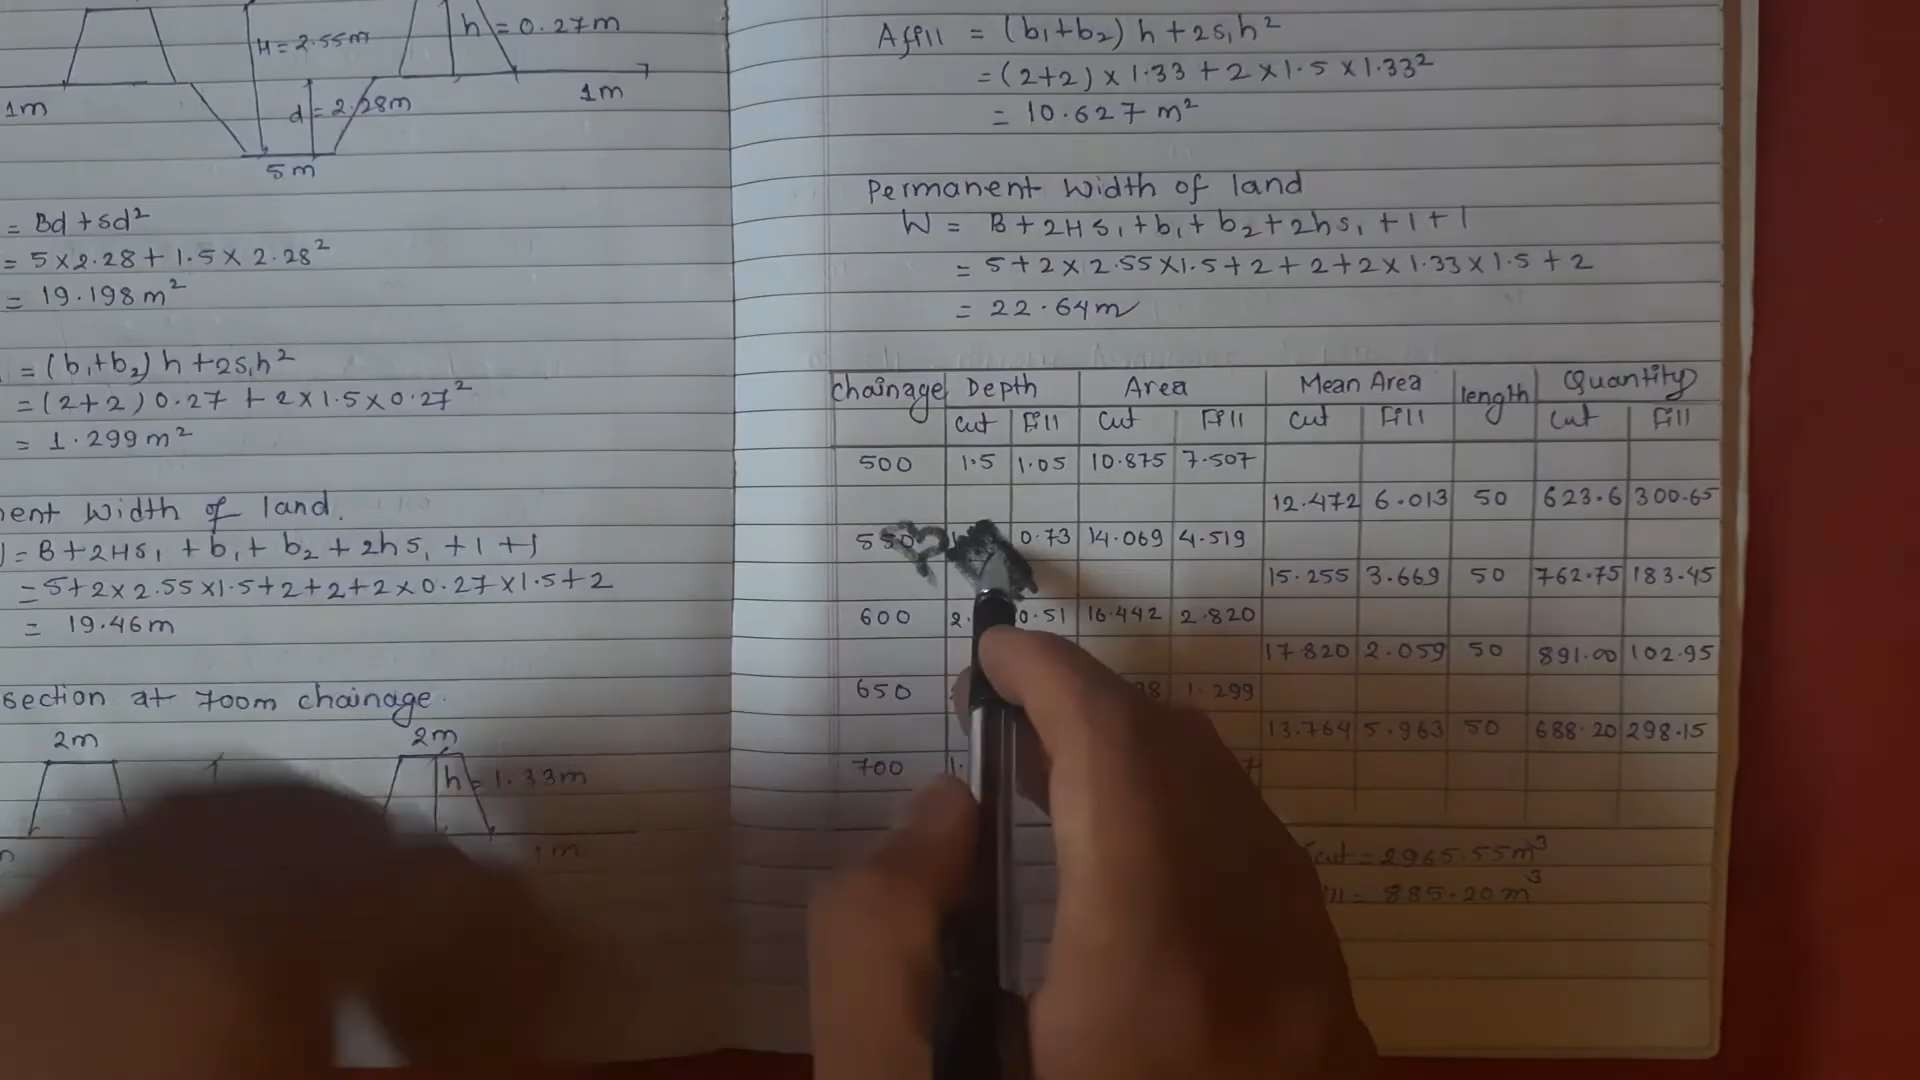 H = 2.55m
h = 0.27m
1m
d = 2.28m
1m
5m
= Bd + sd²
= 5 x 2.28 + 1.5 x 2.28²
= 19.198 m²
= (b₁+b₂) h + 2s₁h²
= (2+2) 0.27 + 2 x 1.5 x 0.27²
= 1.299 m²
width of land.
= B + 2HS₁ + b₁ + b₂ + 2hs₁ + 1 + 1
= 5 + 2 x 2.55 x 1.5 + 2 + 2 + 2 x 0.27 x 1.5 + 2
= 19.46m
section at 700m chainage.
2m 2m
h = 1.33m
1m
Afill = (b₁+b₂) h + 2s₁h²
= (2+2) x 1.33 + 2 x 1.5 x 1.33²
= 10.627 m²
Permanent width of land
W = B + 2HS₁ + b₁ + b₂ + 2hs₁ + 1 + 1
= 5 + 2 x 2.55 x 1.5 + 2 + 2 + 2 x 1.33 x 1.5 + 2
= 22.64m
chainage Depth Area Mean Area length Quantity
cut Fill cut Fill cut Fill cut Fill
500 1.5 1.05 10.875 7.507
12.472 6.013 50 623.6 300.65
550 0.73 14.069 4.519
15.255 3.669 50 762.75 183.45
600 0.51 16.442 2.820
17.820 2.059 50 891.00 102.95
650 1.299
13.764 5.963 50 688.20 298.15
700
cut = 2965.55m³
= 885.20m³